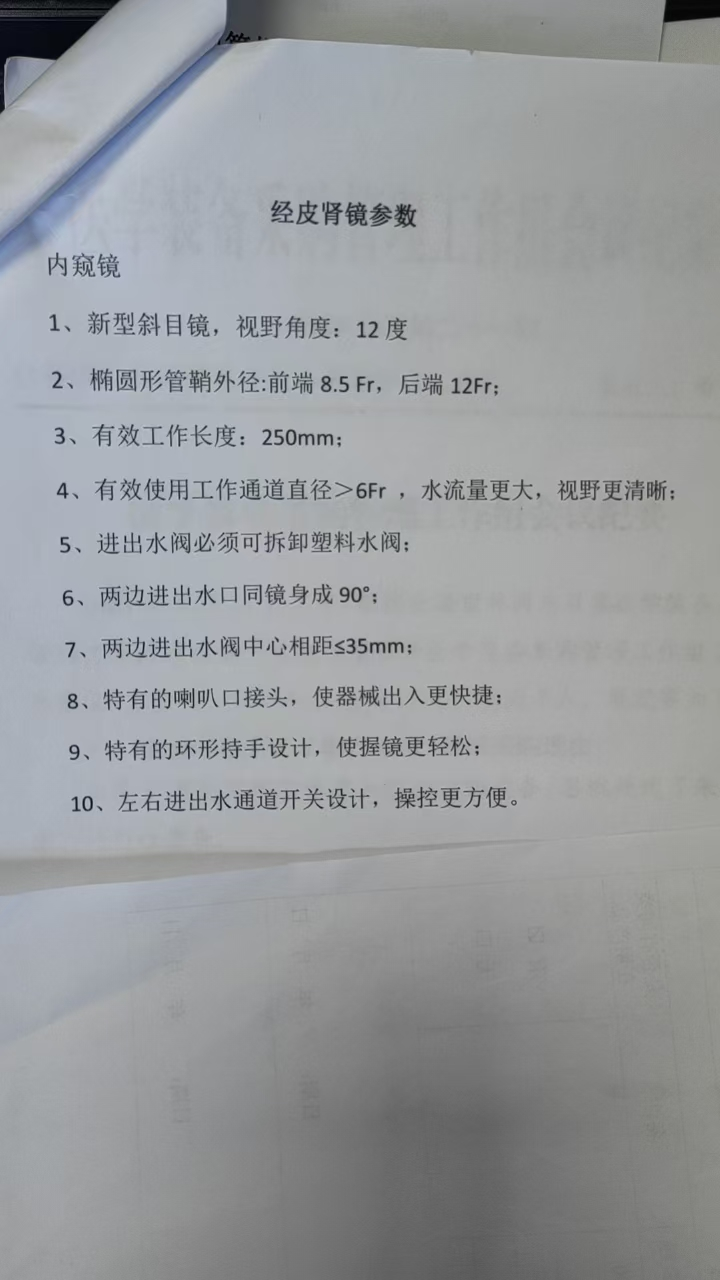 经皮肾镜参数
内窥镜
1、新型斜目镜，视野角度：12度
2、椭圆形管鞘外径:前端 8.5 Fr，后端 12Fr；
3、有效工作长度：250mm；
4、有效使用工作通道直径＞6Fr ，水流量更大，视野更清晰；
5、进出水阀必须可拆卸塑料水阀；
6、两边进出水口同镜身成 90°；
7、两边进出水阀中心相距≤35mm；
8、特有的喇叭口接头，使器械出入更快捷；
9、特有的环形持手设计，使握镜更轻松；
10、左右进出水通道开关设计，操控更方便。